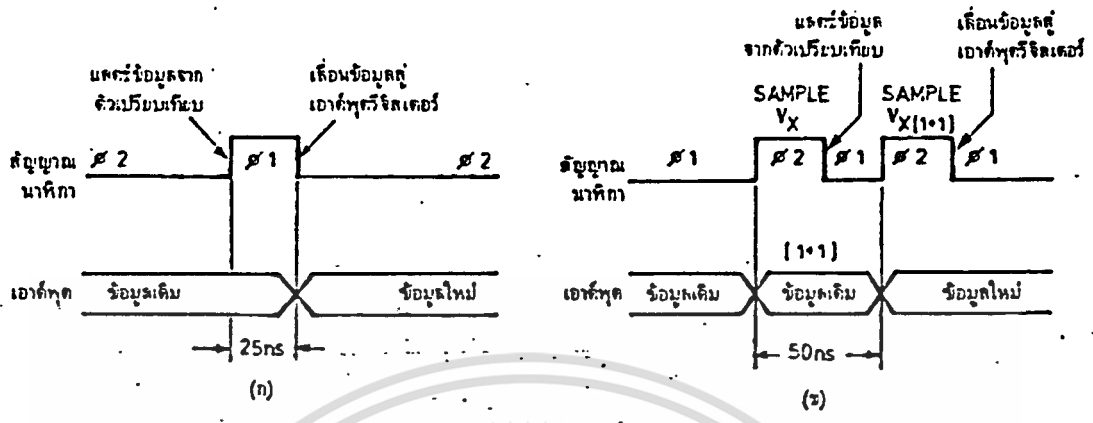 แลตช์ข้อมูลจาก
ตัวเปรียบเทียบ
เลื่อนข้อมูลสู่
เอาต์พุตรีจิสเตอร์
สัญญาณ
นาฬิกา
ø 2
ø 1
ø 2
เอาต์พุต
ข้อมูลเดิม
ข้อมูลใหม่
25ns
(ก)
แลตช์ข้อมูล
จากตัวเปรียบเทียบ
เลื่อนข้อมูลสู่
เอาต์พุตรีจิสเตอร์
SAMPLE
VX
SAMPLE
VX[1+1]
สัญญาณ
นาฬิกา
ø 1
ø 2
ø 1
ø 2
ø 1
[1+1]
เอาต์พุต
ข้อมูลเดิม
ข้อมูลเดิม
ข้อมูลใหม่
50ns
(ข)